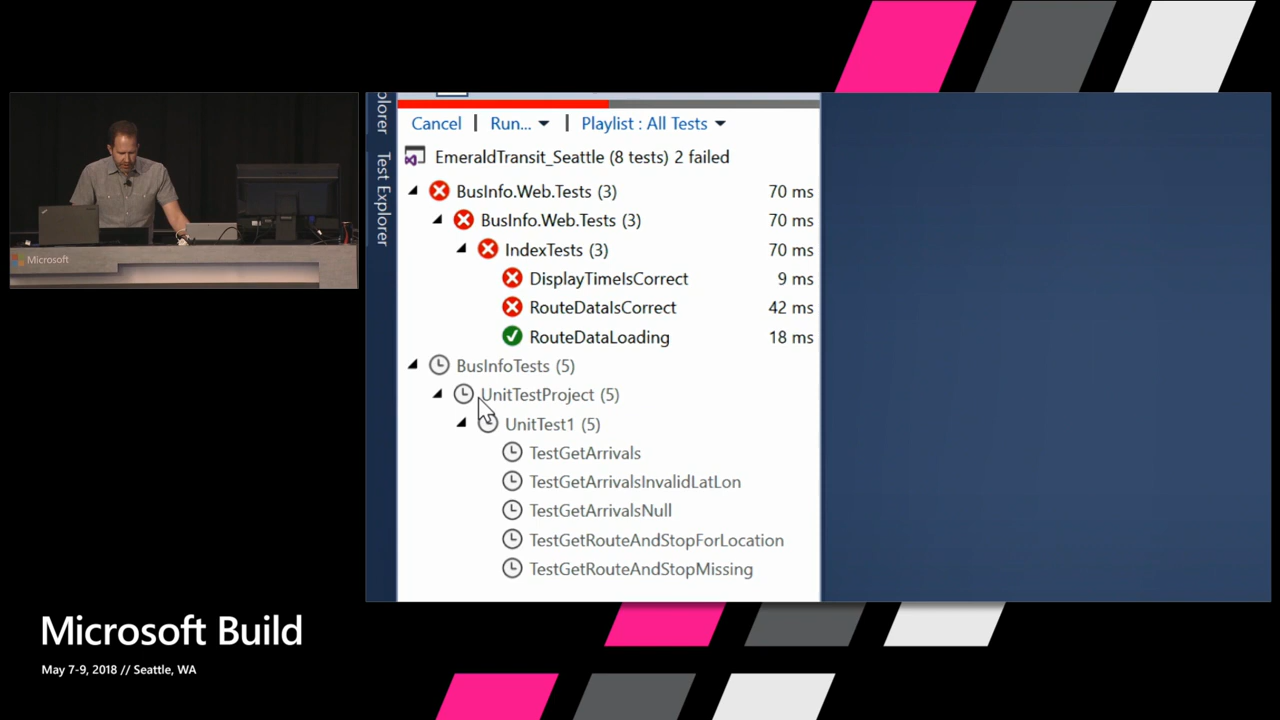 Microsoft
plorer
Test Explorer
Cancel | Run... | Playlist : All Tests
EmeraldTransit_Seattle (8 tests) 2 failed
BusInfo.Web.Tests (3) 70 ms
BusInfo.Web.Tests (3) 70 ms
IndexTests (3) 70 ms
DisplayTimeIsCorrect 9 ms
RouteDataIsCorrect 42 ms
RouteDataLoading 18 ms
BusInfoTests (5)
UnitTestProject (5)
UnitTest1 (5)
TestGetArrivals
TestGetArrivalsInvalidLatLon
TestGetArrivalsNull
TestGetRouteAndStopForLocation
TestGetRouteAndStopMissing
Microsoft Build
May 7-9, 2018 // Seattle, WA